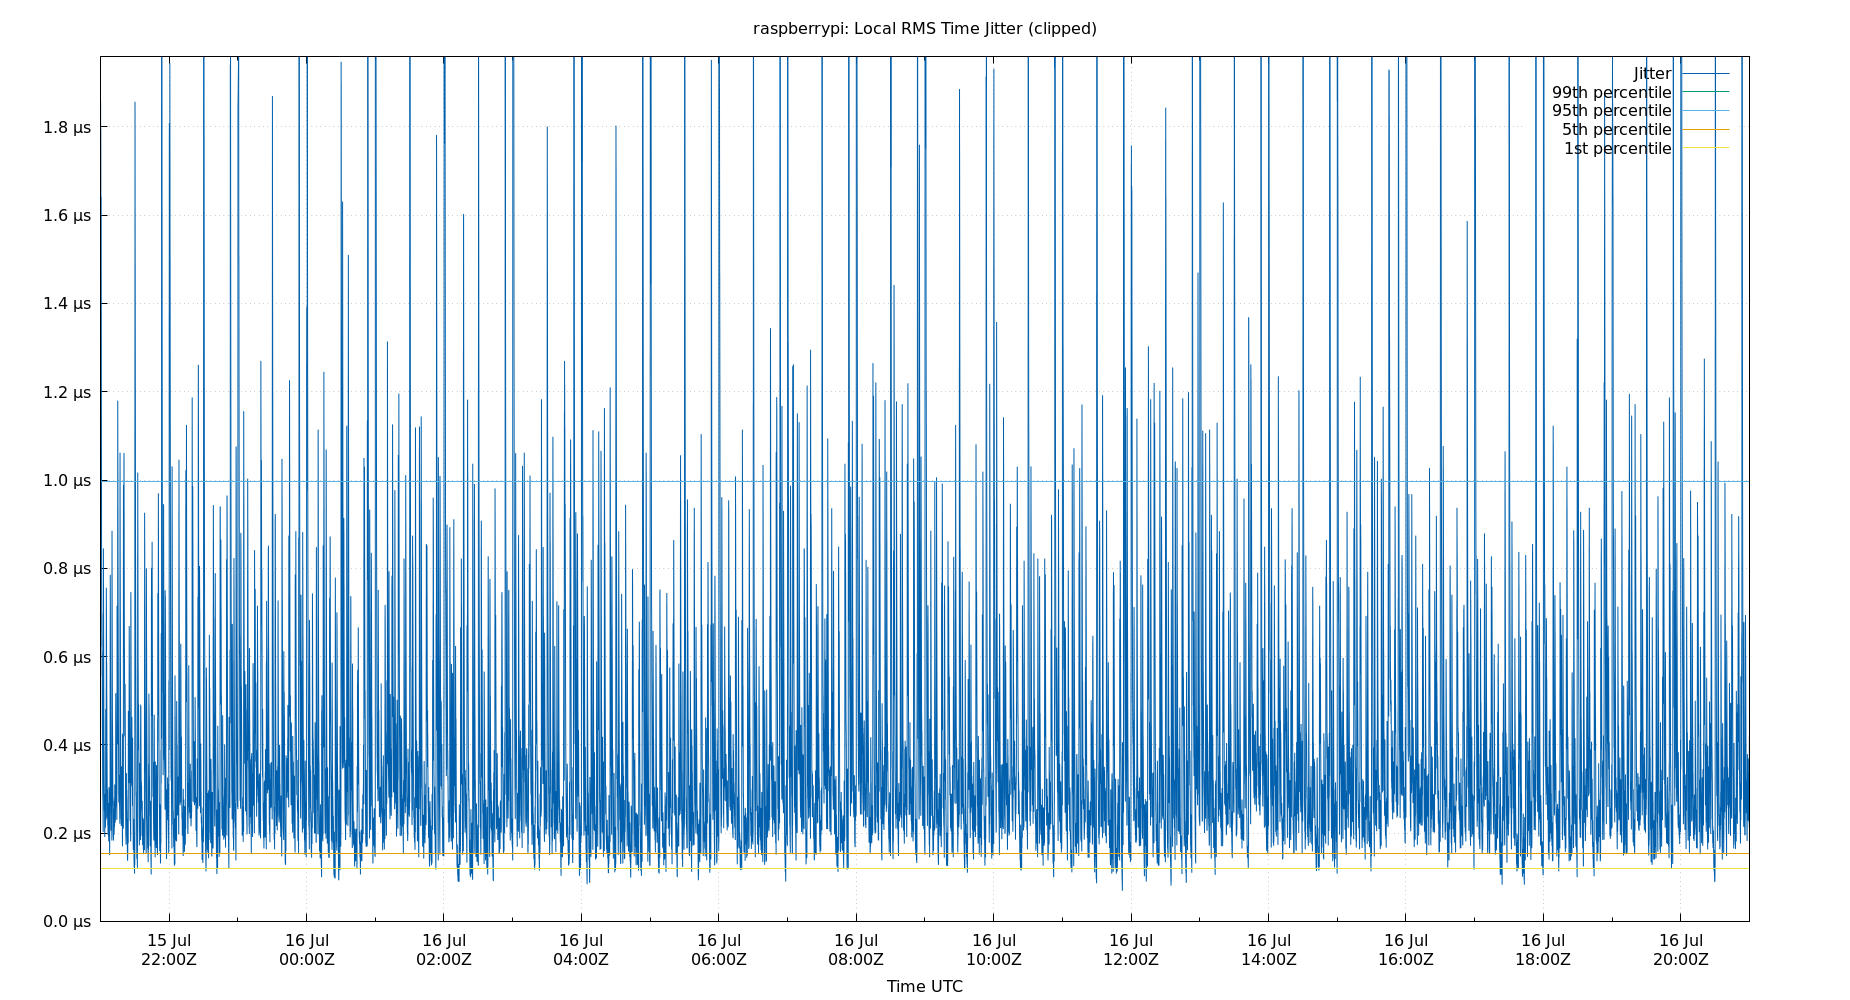 raspberrypi: Local RMS Time Jitter (clipped)
Jitter
99th percentile
95th percentile
5th percentile
1st percentile
1.8 µs
1.6 µs
1.4 µs
1.2 µs
1.0 µs
0.8 µs
0.6 µs
0.4 µs
0.2 µs
0.0 µs
15 Jul 16 Jul 16 Jul 16 Jul 16 Jul 16 Jul 16 Jul 16 Jul 16 Jul 16 Jul 16 Jul 16 Jul
22:00Z 00:00Z 02:00Z 04:00Z 06:00Z 08:00Z 10:00Z 12:00Z 14:00Z 16:00Z 18:00Z 20:00Z
Time UTC